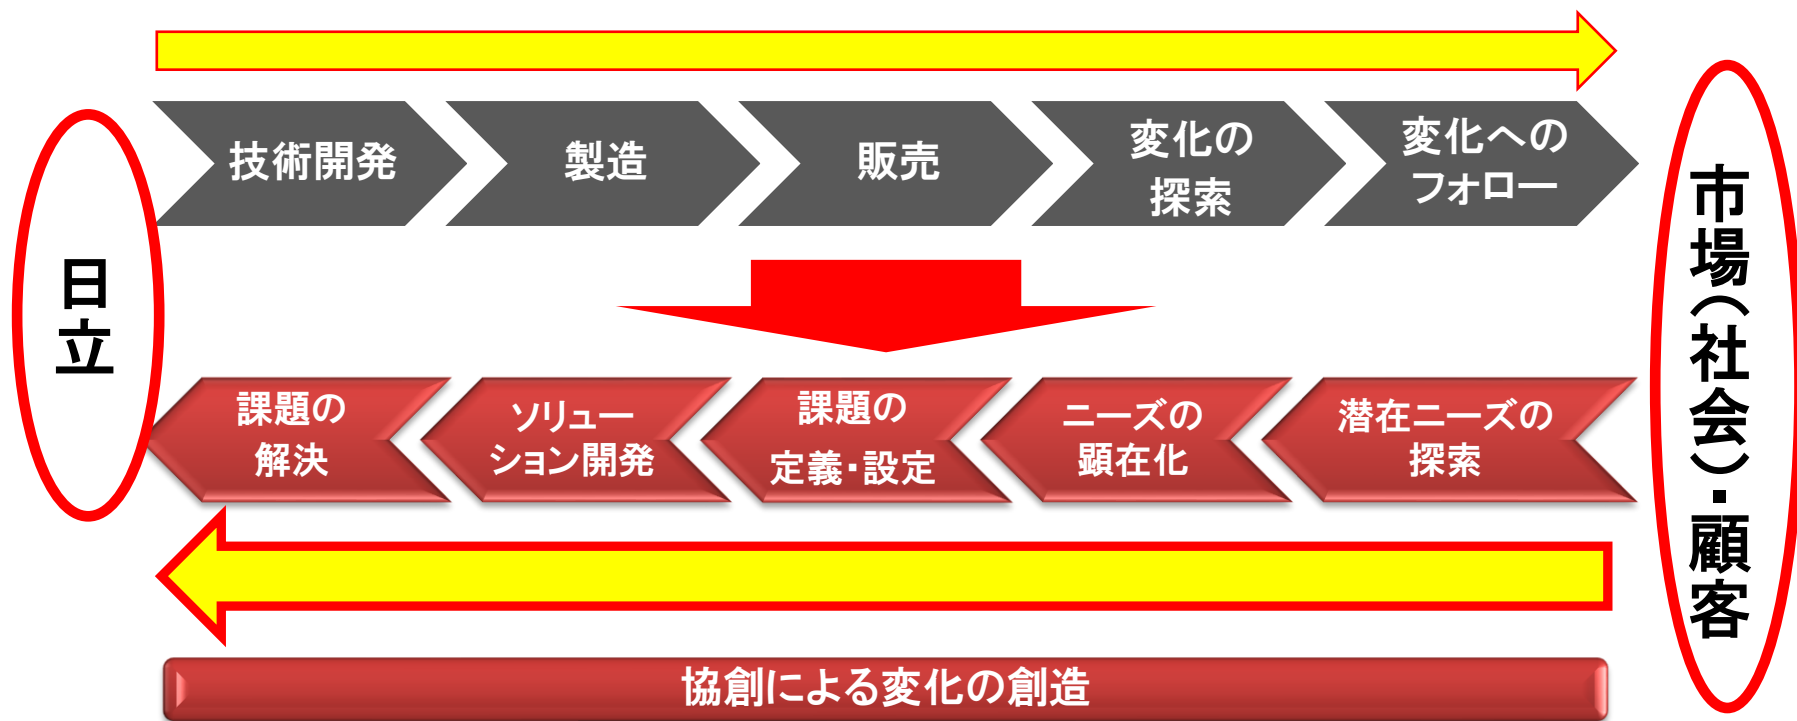 技術開発
製造
販売
変化の
探索
変化への
フォロー
日立
市場（社会）・顧客
課題の
解決
ソリュー
ション開発
課題の
定義・設定
ニーズの
顕在化
潜在ニーズの
探索
協創による変化の創造